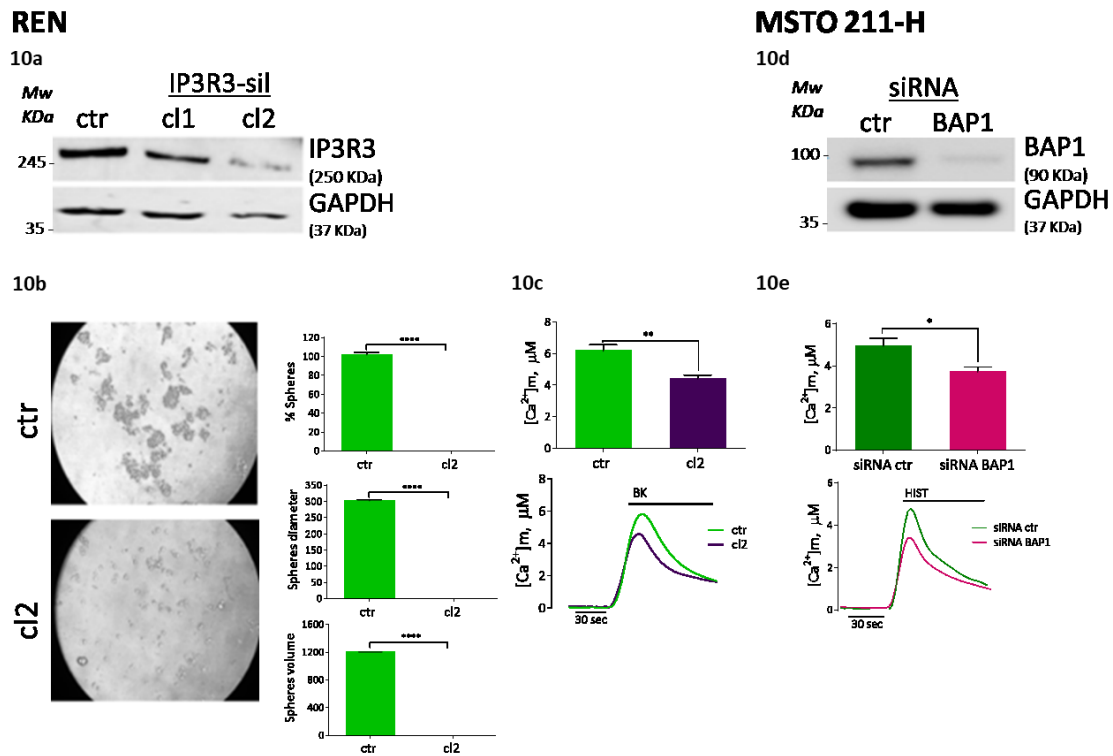 REN
MSTO 211-H
10a
IP3R3-sil
Mw
KDa
ctr cl1 cl2
245
IP3R3
(250 KDa)
GAPDH
35
(37 KDa)
10d
siRNA
Mw
KDa
ctr BAP1
100
BAP1
(90 KDa)
GAPDH
35
(37 KDa)
10b
ctr
cl2
% Spheres
120
100
80
60
40
20
0
****
ctr cl2
Spheres diameter
350
300
250
200
150
100
50
0
****
ctr cl2
Spheres volume
1600
1200
800
400
0
****
ctr cl2
10c
[Ca2+]m, μM
8
6
4
2
0
**
ctr cl2
[Ca2+]m, μM
8
6
4
2
0
BK
ctr
cl2
30 sec
10e
[Ca2+]m, μM
6
4
2
0
*
siRNA ctr siRNA BAP1
[Ca2+]m, μM
6
4
2
0
HIST
siRNA ctr
siRNA BAP1
30 sec